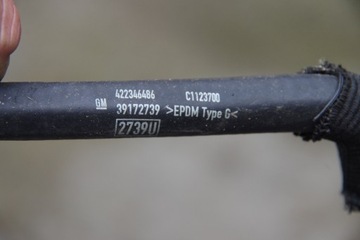 422346486 C1123700
GM 39172739 >EPDM Type G<
2739U